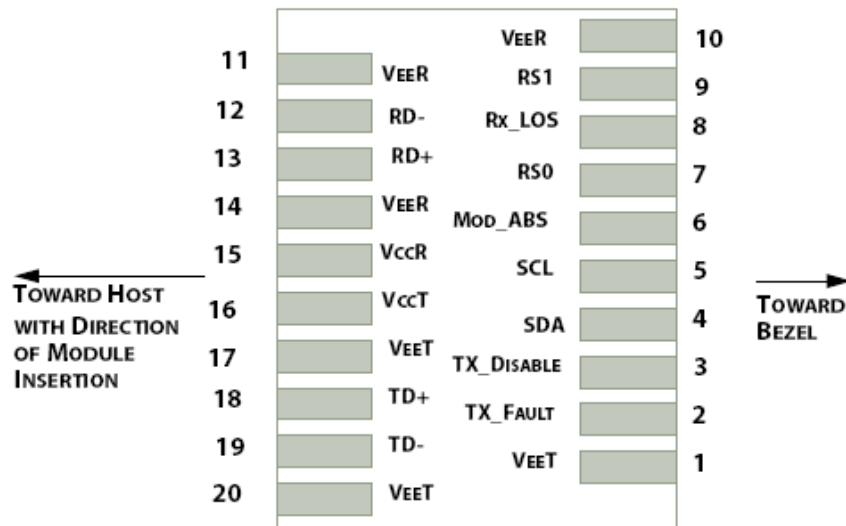 11 VEER
12 RD-
13 RD+
14 VEER
15 VCCR
16 VCCT
17 VEET
18 TD+
19 TD-
20 VEET
VEER 10
RS1 9
RX_LOS 8
RS0 7
MOD_ABS 6
SCL 5
SDA 4
TX_DISABLE 3
TX_FAULT 2
VEET 1
TOWARD HOST
WITH DIRECTION
OF MODULE
INSERTION
TOWARD
BEZEL